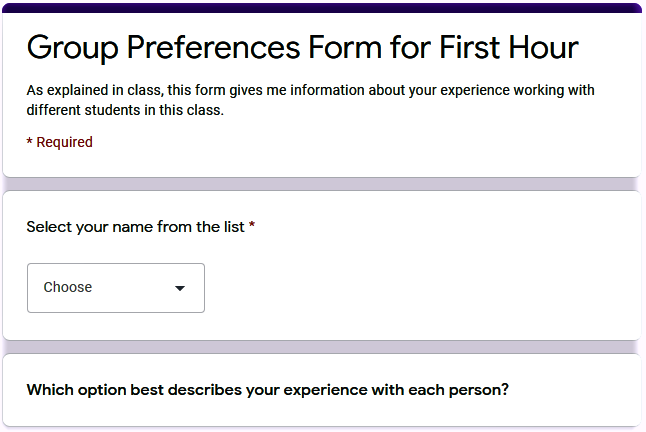 Group Preferences Form for First Hour
As explained in class, this form gives me information about your experience working with
different students in this class.
* Required
Select your name from the list *
Choose
Which option best describes your experience with each person?